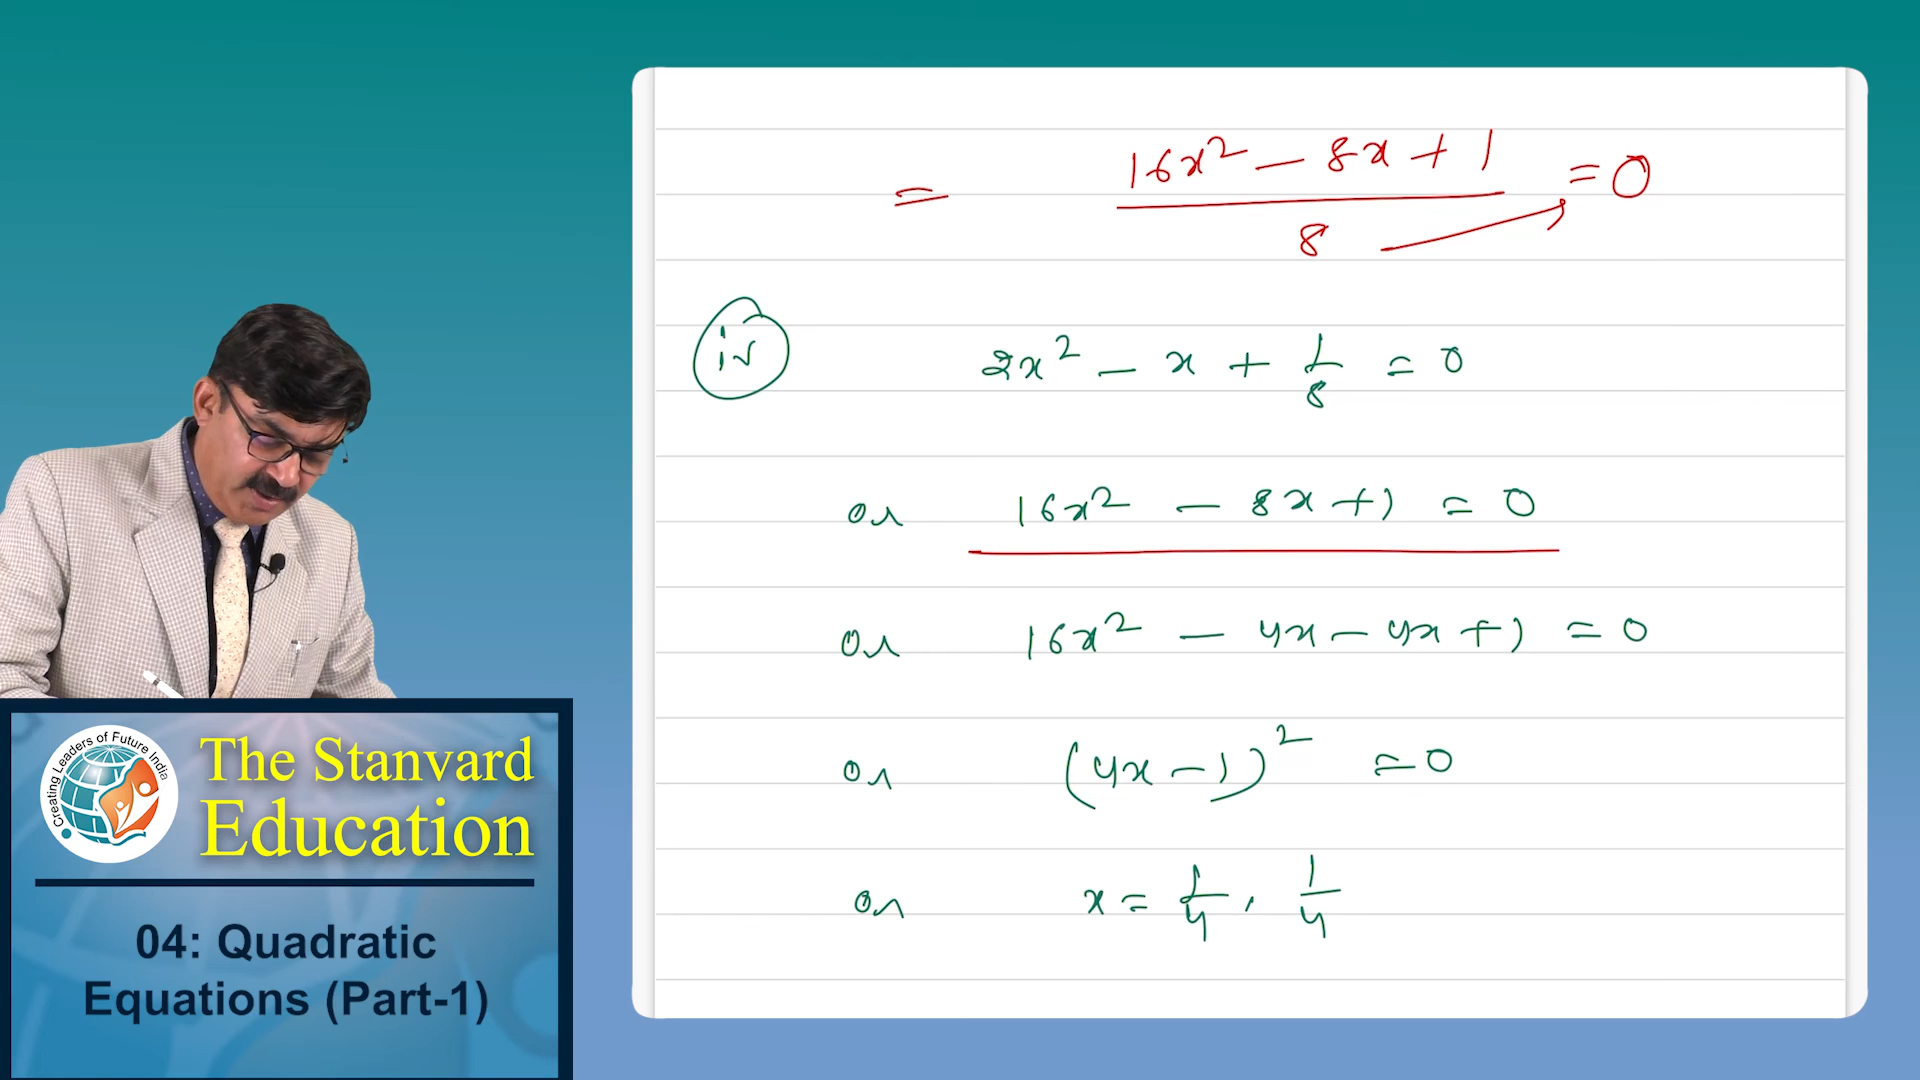 = 16x² - 8x + 1 / 8 = 0
iv 2x² - x + 1/8 = 0
or 16x² - 8x + 1 = 0
or 16x² - 4x - 4x + 1 = 0
or (4x - 1)² = 0
or x = 1/4, 1/4
Creating Leaders of Future India
The Stanvard
Education
04: Quadratic
Equations (Part-1)